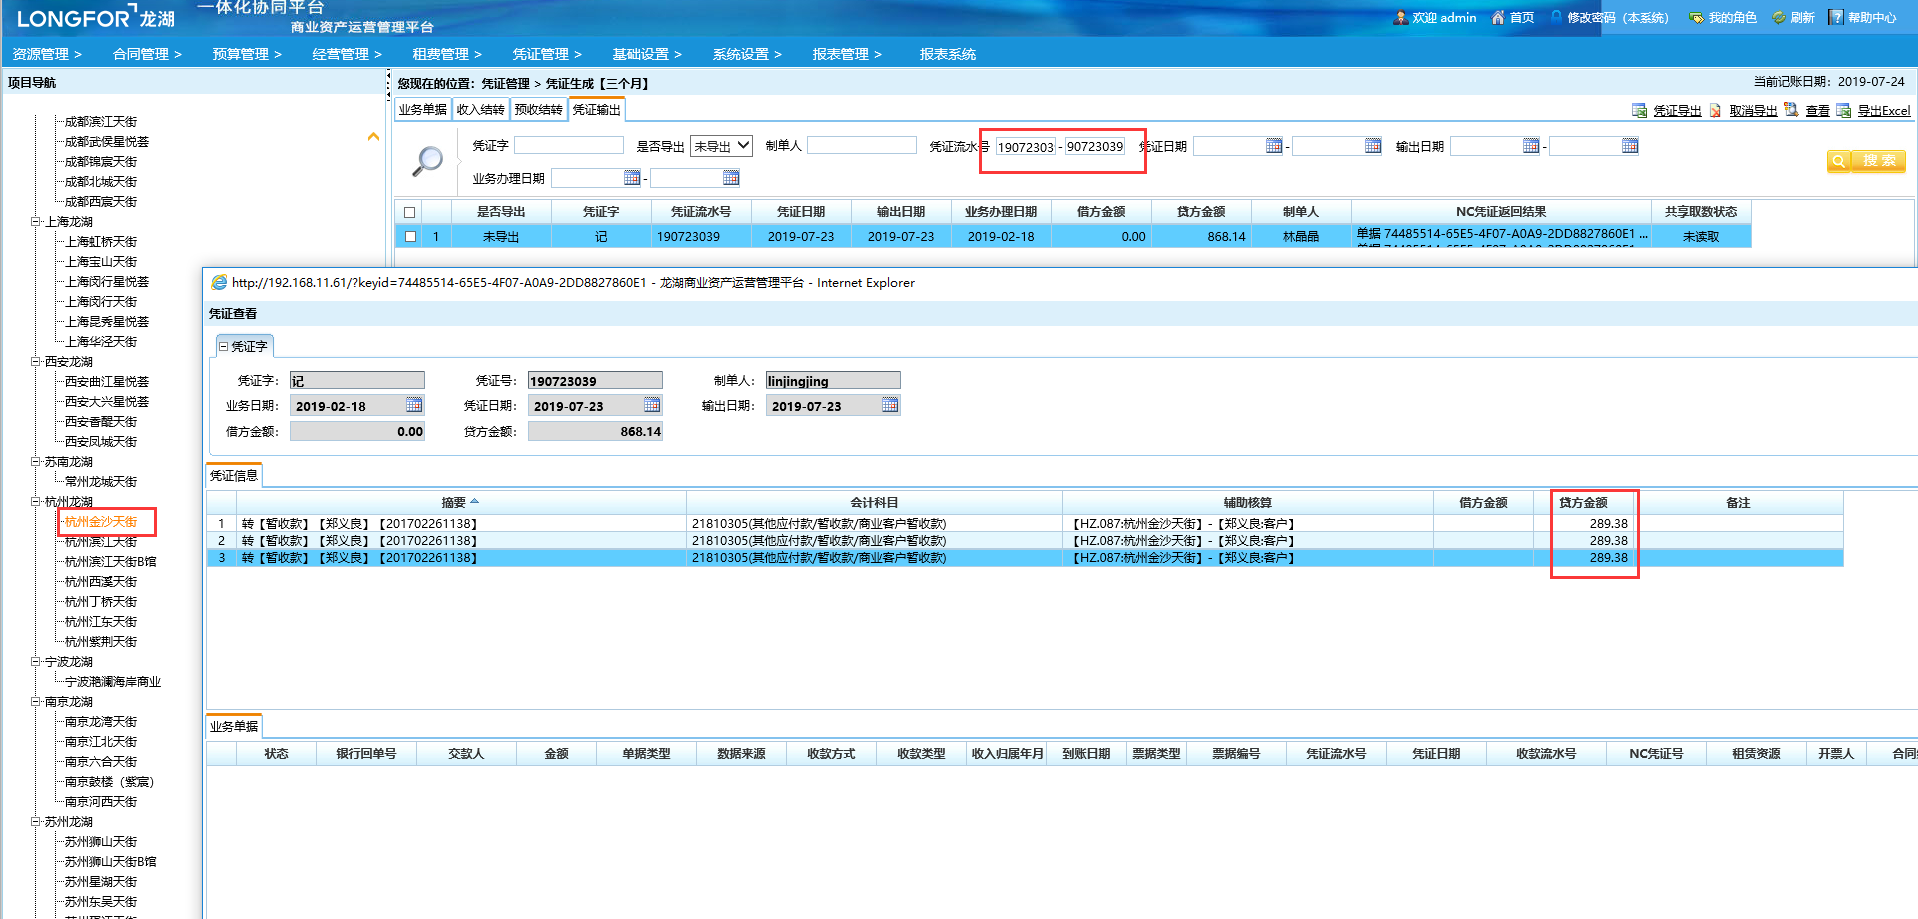 LONGFOR 龙湖 一体化协同平台
商业资产运营管理平台
欢迎 admin 首页 修改密码（本系统） 我的角色 刷新 帮助中心
资源管理 > 合同管理 > 预算管理 > 经营管理 > 租费管理 > 凭证管理 > 基础设置 > 系统设置 > 报表管理 > 报表系统
项目导航
您现在的位置：凭证管理 > 凭证生成【三个月】 当前记账日期：2019-07-24
业务单据 收入结转 预收结转 凭证输出
凭证导出 取消导出 查看 导出Excel
凭证字 是否导出 未导出 制单人 凭证流水号 19072303 - 90723039 凭证日期 - 输出日期 -
业务办理日期 -
搜 索
是否导出 凭证字 凭证流水号 凭证日期 输出日期 业务办理日期 借方金额 贷方金额 制单人 NC凭证返回结果 共享取数状态
1 未导出 记 190723039 2019-07-23 2019-07-23 2019-02-18 0.00 868.14 林晶晶 单据 74485514-65E5-4F07-A0A9-2DD8827860E1 ... 未读取
成都滨江天街
成都武侯星悦荟
成都锦宸天街
成都北城天街
成都西宸天街
上海龙湖
上海虹桥天街
上海宝山天街
上海闵行星悦荟
上海闵行天街
上海昆秀星悦荟
上海华泾天街
西安龙湖
西安曲江星悦荟
西安大兴星悦荟
西安香醍天街
西安凤城天街
苏南龙湖
常州龙城天街
杭州龙湖
杭州金沙天街
杭州滨江天街
杭州滨江天街B馆
杭州西溪天街
杭州丁桥天街
杭州江东天街
杭州紫荆天街
宁波龙湖
宁波滟澜海岸商业
南京龙湖
南京龙湾天街
南京江北天街
南京六合天街
南京鼓楼（紫宸）
南京河西天街
苏州龙湖
苏州狮山天街
苏州狮山天街B馆
苏州星湖天街
苏州东吴天街
http://192.168.11.61/?keyid=74485514-65E5-4F07-A0A9-2DD8827860E1 - 龙湖商业资产运营管理平台 - Internet Explorer
凭证查看
凭证字
凭证字： 记 凭证号： 190723039 制单人： linjingjing
业务日期： 2019-02-18 凭证日期： 2019-07-23 输出日期： 2019-07-23
借方金额： 0.00 贷方金额： 868.14
凭证信息
摘要 会计科目 辅助核算 借方金额 贷方金额 备注
1 转【暂收款】【郑义良】【201702261138】 21810305(其他应付款/暂收款/商业客户暂收款) 【HZ.087:杭州金沙天街】-【郑义良:客户】 289.38
2 转【暂收款】【郑义良】【201702261138】 21810305(其他应付款/暂收款/商业客户暂收款) 【HZ.087:杭州金沙天街】-【郑义良:客户】 289.38
3 转【暂收款】【郑义良】【201702261138】 21810305(其他应付款/暂收款/商业客户暂收款) 【HZ.087:杭州金沙天街】-【郑义良:客户】 289.38
业务单据
状态 银行回单号 交款人 金额 单据类型 数据来源 收款方式 收款类型 收入归属年月 到账日期 票据类型 票据编号 凭证流水号 凭证日期 收款流水号 NC凭证号 租赁资源 开票人 合同